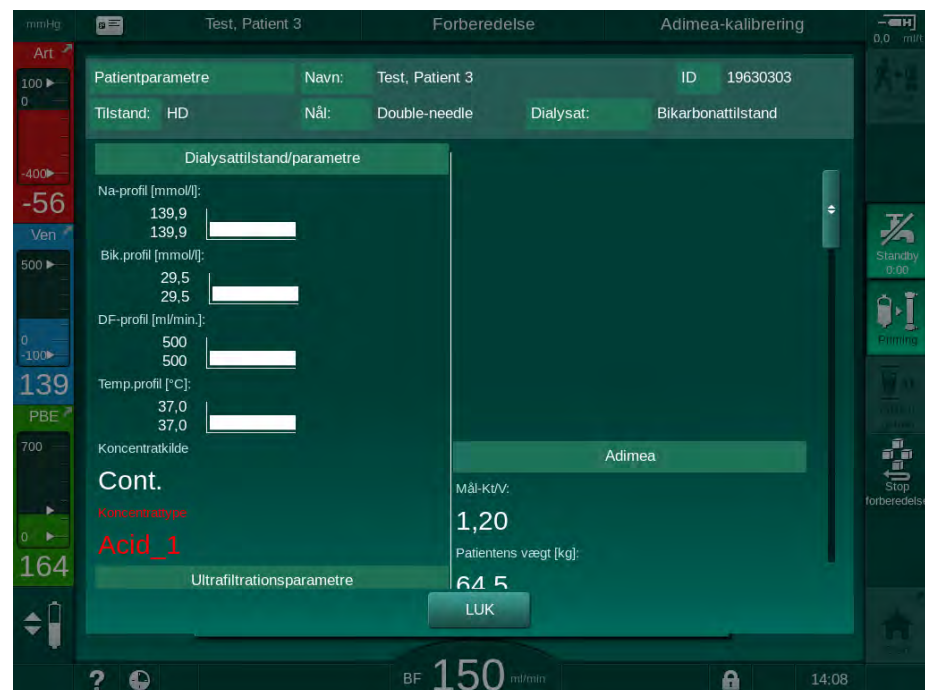 mmHg
Test, Patient 3
Forberedelse
Adimea-kalibrering
H
0,0 ml/t
Art
100
0
-400
-56
Ven
500
0
-100
139
PBE
700
0
164
Patientparametre
Navn:
Test, Patient 3
ID
19630303
Tilstand:
HD
Nål:
Double-needle
Dialysat:
Bikarbonattilstand
Dialysattilstand/parametre
Na-profil [mmol/l]:
139,9
139,9
Bik.profil [mmol/l]:
29,5
29,5
DF-profil [ml/min.]:
500
500
Temp.profil [°C]:
37,0
37,0
Koncentratkilde
Cont.
Koncentrattype
Acid_1
Ultrafiltrationsparametre
Adimea
Mål-Kt/V:
1,20
Patientens vægt [kg]:
64,5
LUK
Standby
0:00
Priming
Stop
forberedelse
?
BF 150 ml/min
14:08